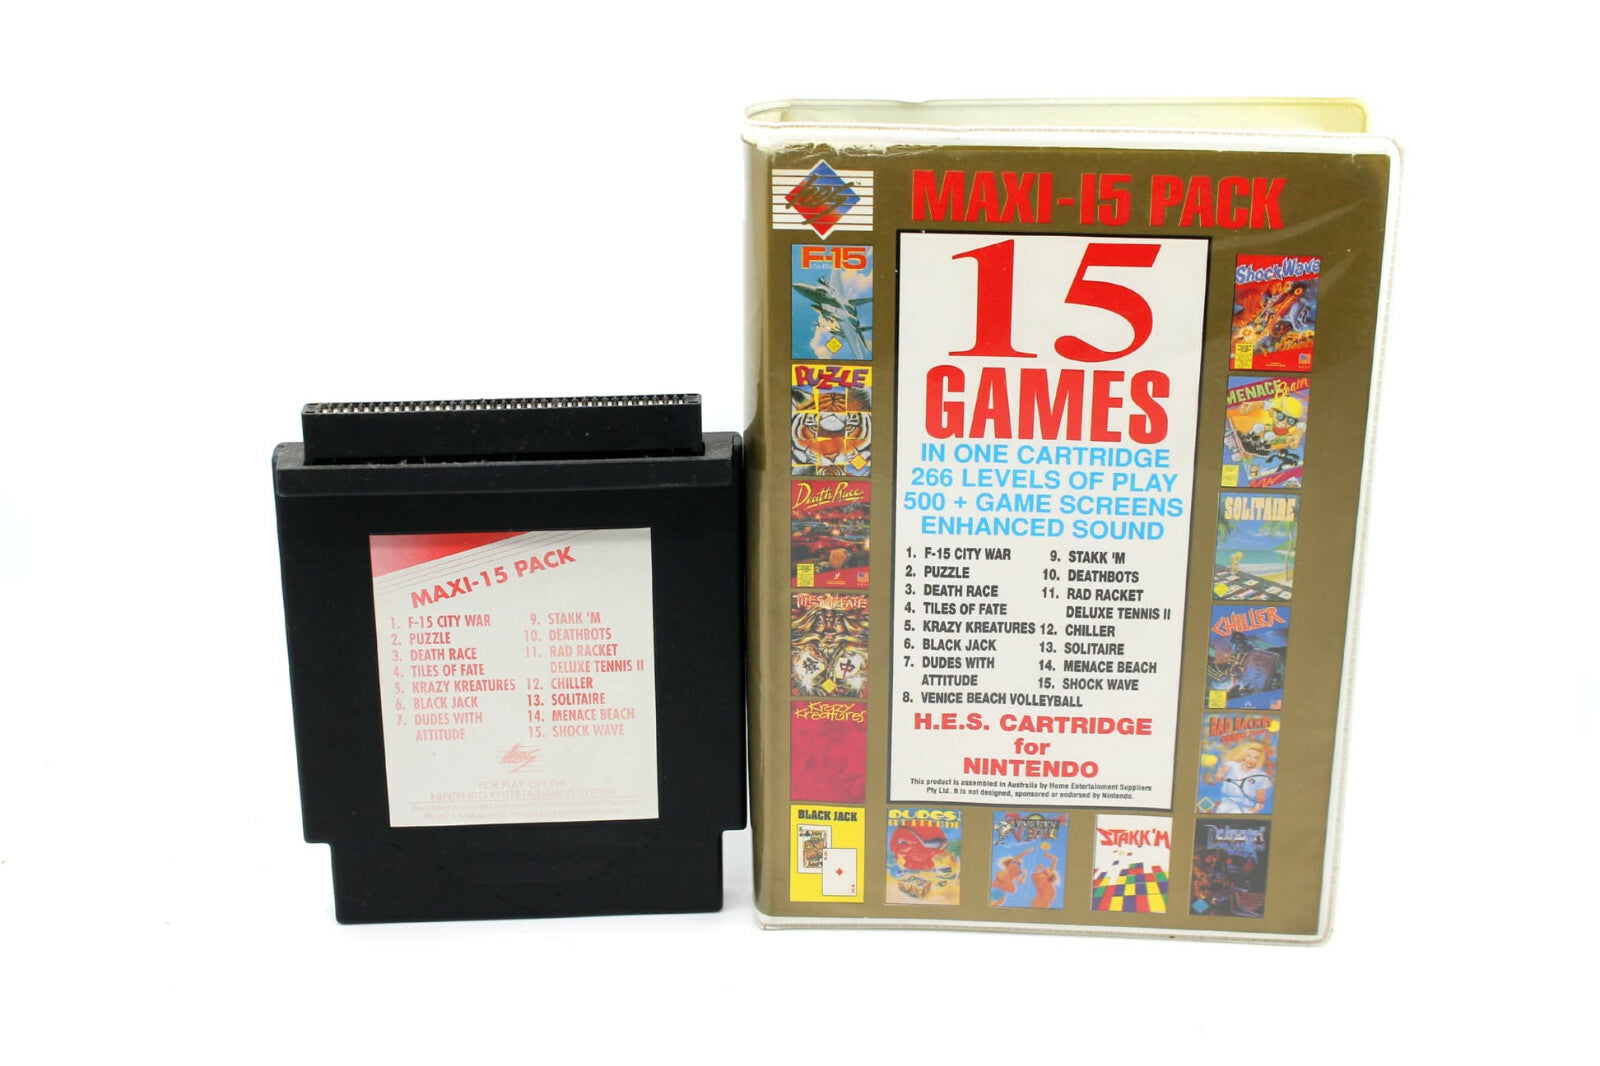 MAXI-15 PACK
1. F-15 CITY WAR
2. PUZZLE
3. DEATH RACE
4. TILES OF FATE
5. KRAZY KREATURES
6. BLACK JACK
7. DUDES WITH
ATTITUDE
9. STAKK 'M
10. DEATHBOTS
11. RAD RACKET
DELUXE TENNIS II
12. CHILLER
13. SOLITAIRE
14. MENACE BEACH
15. SHOCK WAVE
HES
FOR PLAY ON THE
NINTENDO ENTERTAINMENT SYSTEM
HES
TM
MAXI-15 PACK
15
GAMES
IN ONE CARTRIDGE
266 LEVELS OF PLAY
500 + GAME SCREENS
ENHANCED SOUND
1. F-15 CITY WAR
2. PUZZLE
3. DEATH RACE
4. TILES OF FATE
5. KRAZY KREATURES
6. BLACK JACK
7. DUDES WITH
ATTITUDE
8. VENICE BEACH VOLLEYBALL
9. STAKK 'M
10. DEATHBOTS
11. RAD RACKET
DELUXE TENNIS II
12. CHILLER
13. SOLITAIRE
14. MENACE BEACH
15. SHOCK WAVE
H.E.S. CARTRIDGE
for
NINTENDO
This product is assembled in Australia by Home Entertainment Suppliers
Pty Ltd. It is not designed, sponsored or endorsed by Nintendo.
F-15
PUZZLE
Death Race
TILES OF FATE
Krazy
Kreatures
BLACK JACK
DUDES
STAKK'M
ShockWave
MENACE Beach
SOLITAIRE
CHILLER
RAD RACKET